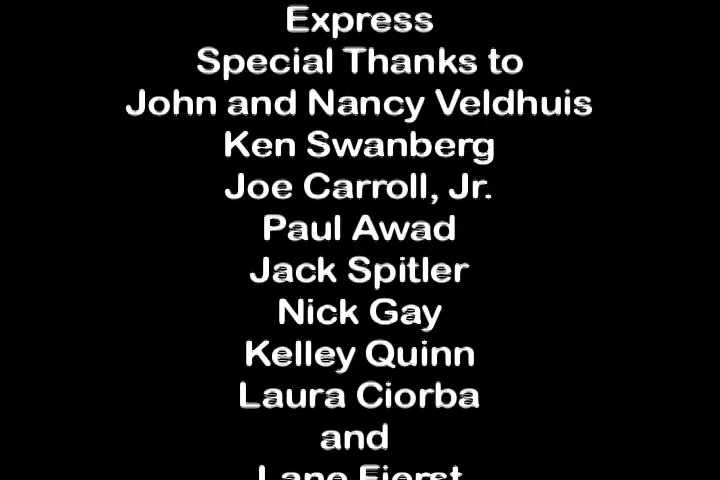 Express
Special Thanks to
John and Nancy Veldhuis
Ken Swanberg
Joe Carroll, Jr.
Paul Awad
Jack Spitler
Nick Gay
Kelley Quinn
Laura Ciorba
and
Lane